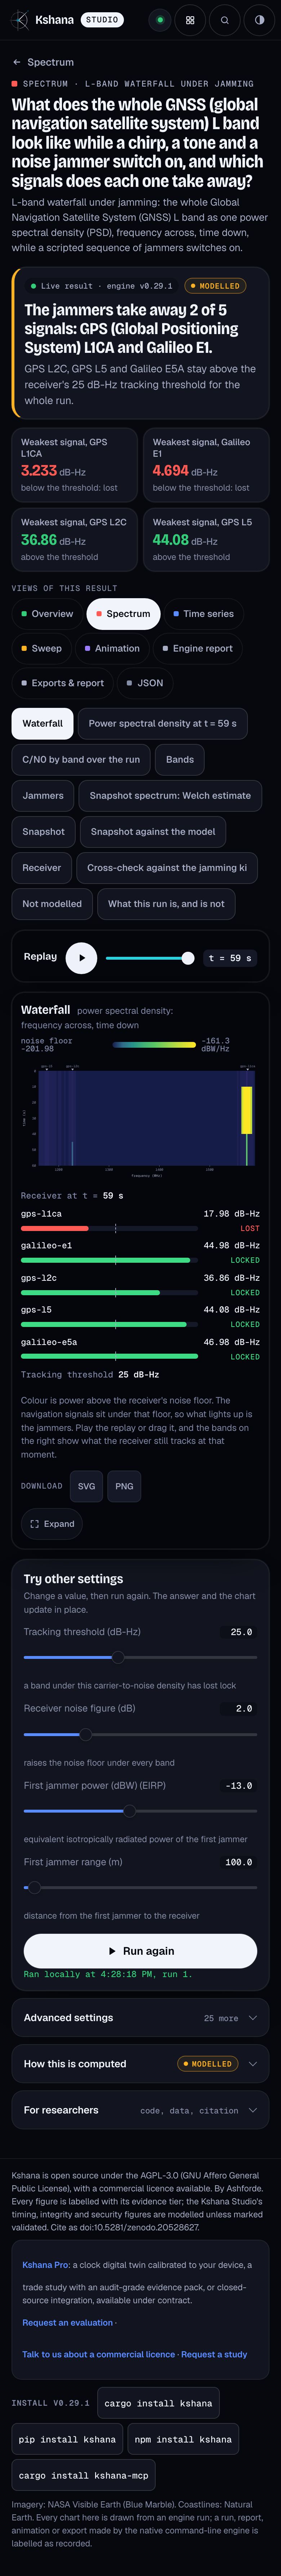 Kshana STUDIO
← Spectrum
SPECTRUM · L-BAND WATERFALL UNDER JAMMING
What does the whole GNSS (global
navigation satellite system) L band
look like while a chirp, a tone and a
noise jammer switch on, and which
signals does each one take away?
L-band waterfall under jamming: the whole Global
Navigation Satellite System (GNSS) L band as one power
spectral density (PSD), frequency across, time down,
while a scripted sequence of jammers switches on.
Live result · engine v0.29.1 MODELLED
The jammers take away 2 of 5
signals: GPS (Global Positioning
System) L1CA and Galileo E1.
GPS L2C, GPS L5 and Galileo E5A stay above the
receiver's 25 dB-Hz tracking threshold for the
whole run.
Weakest signal, GPS
L1CA
3.233 dB-Hz
below the threshold: lost
Weakest signal, Galileo
E1
4.694 dB-Hz
below the threshold: lost
Weakest signal, GPS L2C
36.86 dB-Hz
above the threshold
Weakest signal, GPS L5
44.08 dB-Hz
above the threshold
VIEWS OF THIS RESULT
Overview Spectrum Time series
Sweep Animation Engine report
Exports & report JSON
Waterfall Power spectral density at t = 59 s
C/N0 by band over the run Bands
Jammers Snapshot spectrum: Welch estimate
Snapshot Snapshot against the model
Receiver Cross-check against the jamming ki
Not modelled What this run is, and is not
Replay t = 59 s
Waterfall power spectral density:
frequency across, time down
noise floor
-201.98
-161.3
dBW/Hz
Receiver at t = 59 s
gps-l1ca 17.98 dB-Hz
LOST
galileo-e1 44.98 dB-Hz
LOCKED
gps-l2c 36.86 dB-Hz
LOCKED
gps-l5 44.08 dB-Hz
LOCKED
galileo-e5a 46.98 dB-Hz
LOCKED
Tracking threshold 25 dB-Hz
Colour is power above the receiver's noise floor. The
navigation signals sit under that floor, so what lights up is
the jammers. Play the replay or drag it, and the bands on
the right show what the receiver still tracks at that
moment.
DOWNLOAD SVG PNG
Expand
Try other settings
Change a value, then run again. The answer and the chart
update in place.
Tracking threshold (dB-Hz) 25.0
a band under this carrier-to-noise density has lost lock
Receiver noise figure (dB) 2.0
raises the noise floor under every band
First jammer power (dBW) (EIRP) -13.0
equivalent isotropically radiated power of the first jammer
First jammer range (m) 100.0
distance from the first jammer to the receiver
Run again
Ran locally at 4:28:18 PM, run 1.
Advanced settings 25 more
How this is computed MODELLED
For researchers code, data, citation
Kshana is open source under the AGPL-3.0 (GNU Affero General
Public License), with a commercial licence available. By Ashforde.
Every figure is labelled with its evidence tier; the Kshana Studio's
timing, integrity and security figures are modelled unless marked
validated. Cite as doi:10.5281/zenodo.20528627.
Kshana Pro: a clock digital twin calibrated to your device, a
trade study with an audit-grade evidence pack, or closed-
source integration, available under contract.
Request an evaluation ·
Talk to us about a commercial licence · Request a study
INSTALL V0.29.1 cargo install kshana
pip install kshana npm install kshana
cargo install kshana-mcp
Imagery: NASA Visible Earth (Blue Marble). Coastlines: Natural
Earth. Every chart here is drawn from an engine run; a run, report,
animation or export made by the native command-line engine is
labelled as recorded.